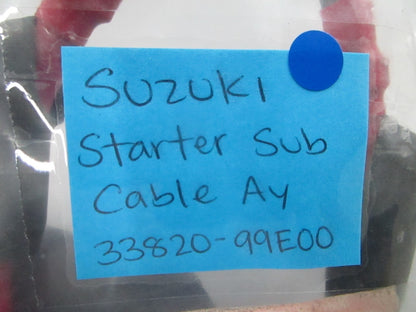 SUZUKI
Starter Sub
Cable Ay
33820-99E00